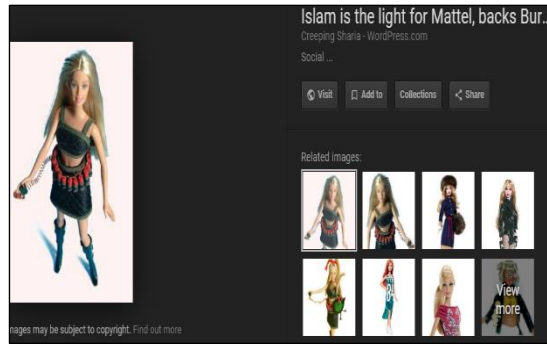 Islam is the light for Mattel, backs Bur...
Creeping Sharia - WordPress.com
Social ...
Visit
Add to
Collections
Share
Related images:
View
more
mages may be subject to copyright. Find out more